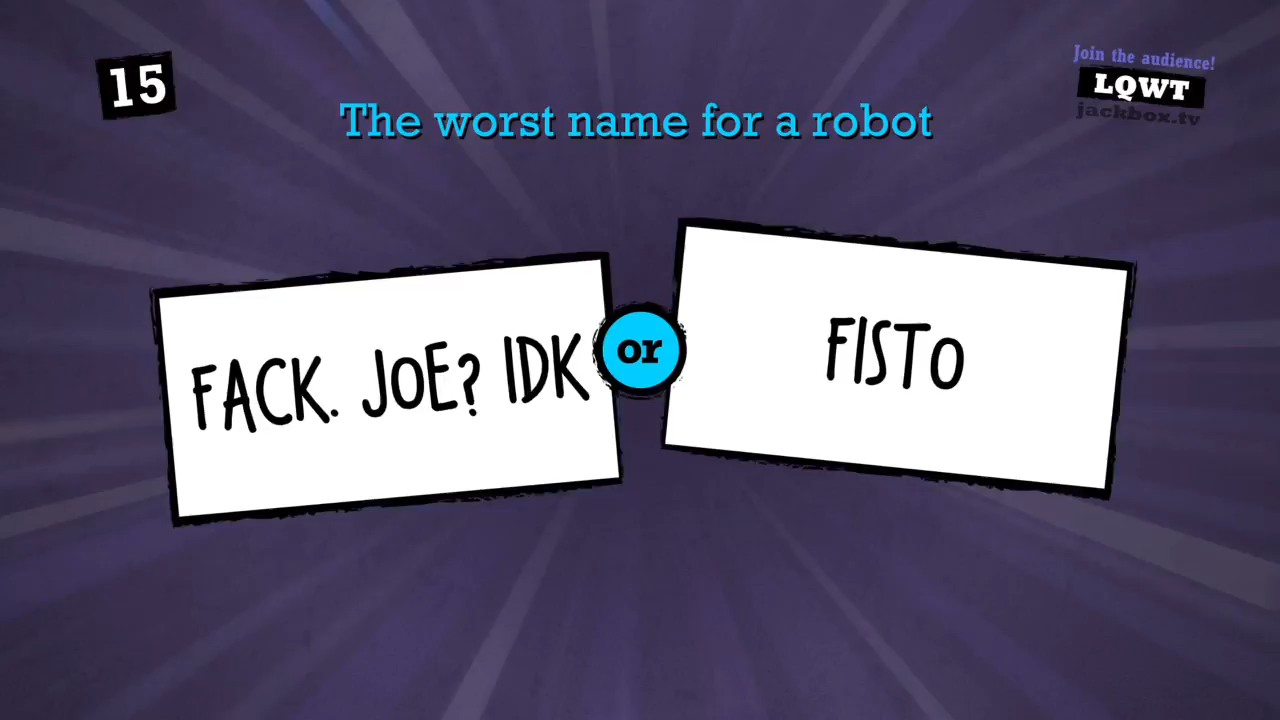 15
Join the audience!
LQWT
jackbox.tv
The worst name for a robot
FACK. JOE? IDK
or
FISTO